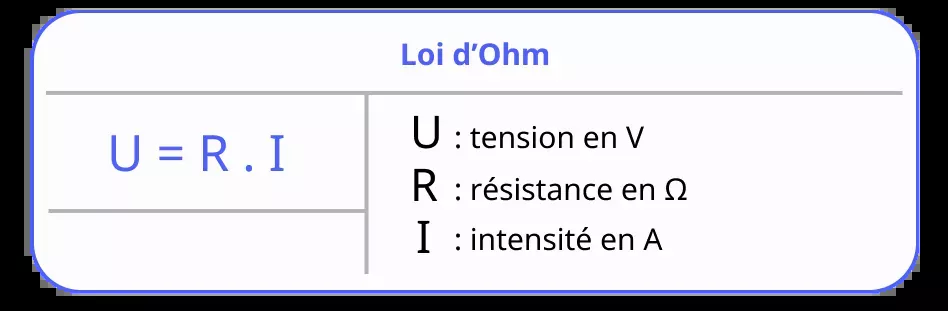 Loi d’Ohm
U = R . I
U : tension en V
R : résistance en Ω
I : intensité en A